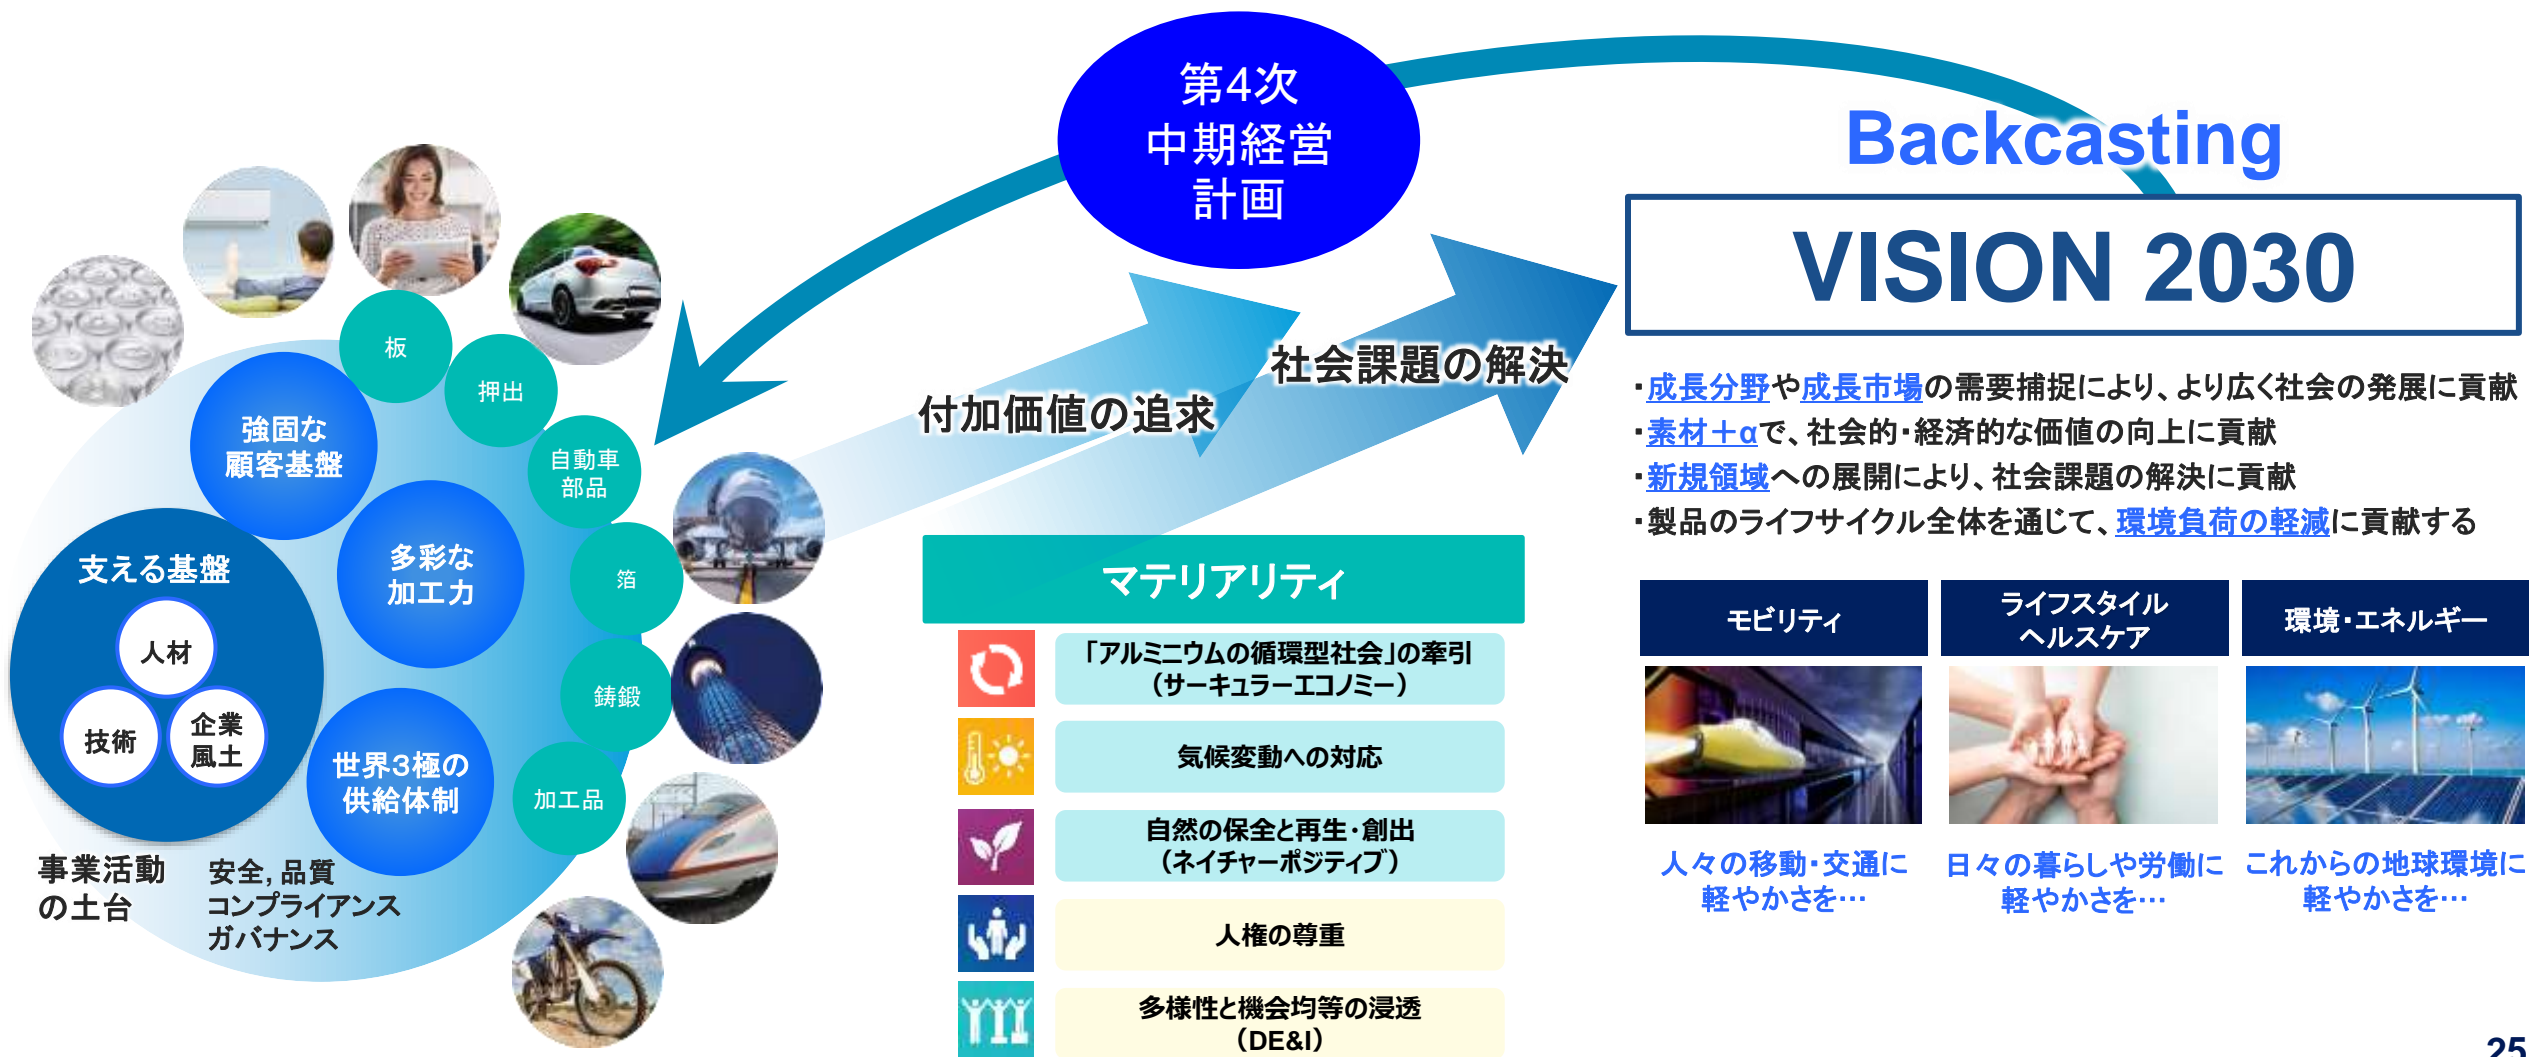 第4次
中期経営
計画
Backcasting
VISION 2030
板
押出
自動車
部品
箔
鋳鍛
加工品
強固な
顧客基盤
多彩な
加工力
世界3極の
供給体制
支える基盤
人材
技術
企業
風土
事業活動
の土台
安全,品質
コンプライアンス
ガバナンス
付加価値の追求
社会課題の解決
マテリアリティ
「アルミニウムの循環型社会」の牽引
（サーキュラーエコノミー）
気候変動への対応
自然の保全と再生・創出
（ネイチャーポジティブ）
人権の尊重
多様性と機会均等の浸透
（DE&I）
・成長分野や成長市場の需要捕捉により、より広く社会の発展に貢献
・素材＋αで、社会的・経済的な価値の向上に貢献
・新規領域への展開により、社会課題の解決に貢献
・製品のライフサイクル全体を通じて、環境負荷の軽減に貢献する
モビリティ
ライフスタイル
ヘルスケア
環境・エネルギー
人々の移動・交通に
軽やかさを…
日々の暮らしや労働に
軽やかさを…
これからの地球環境に
軽やかさを…
25